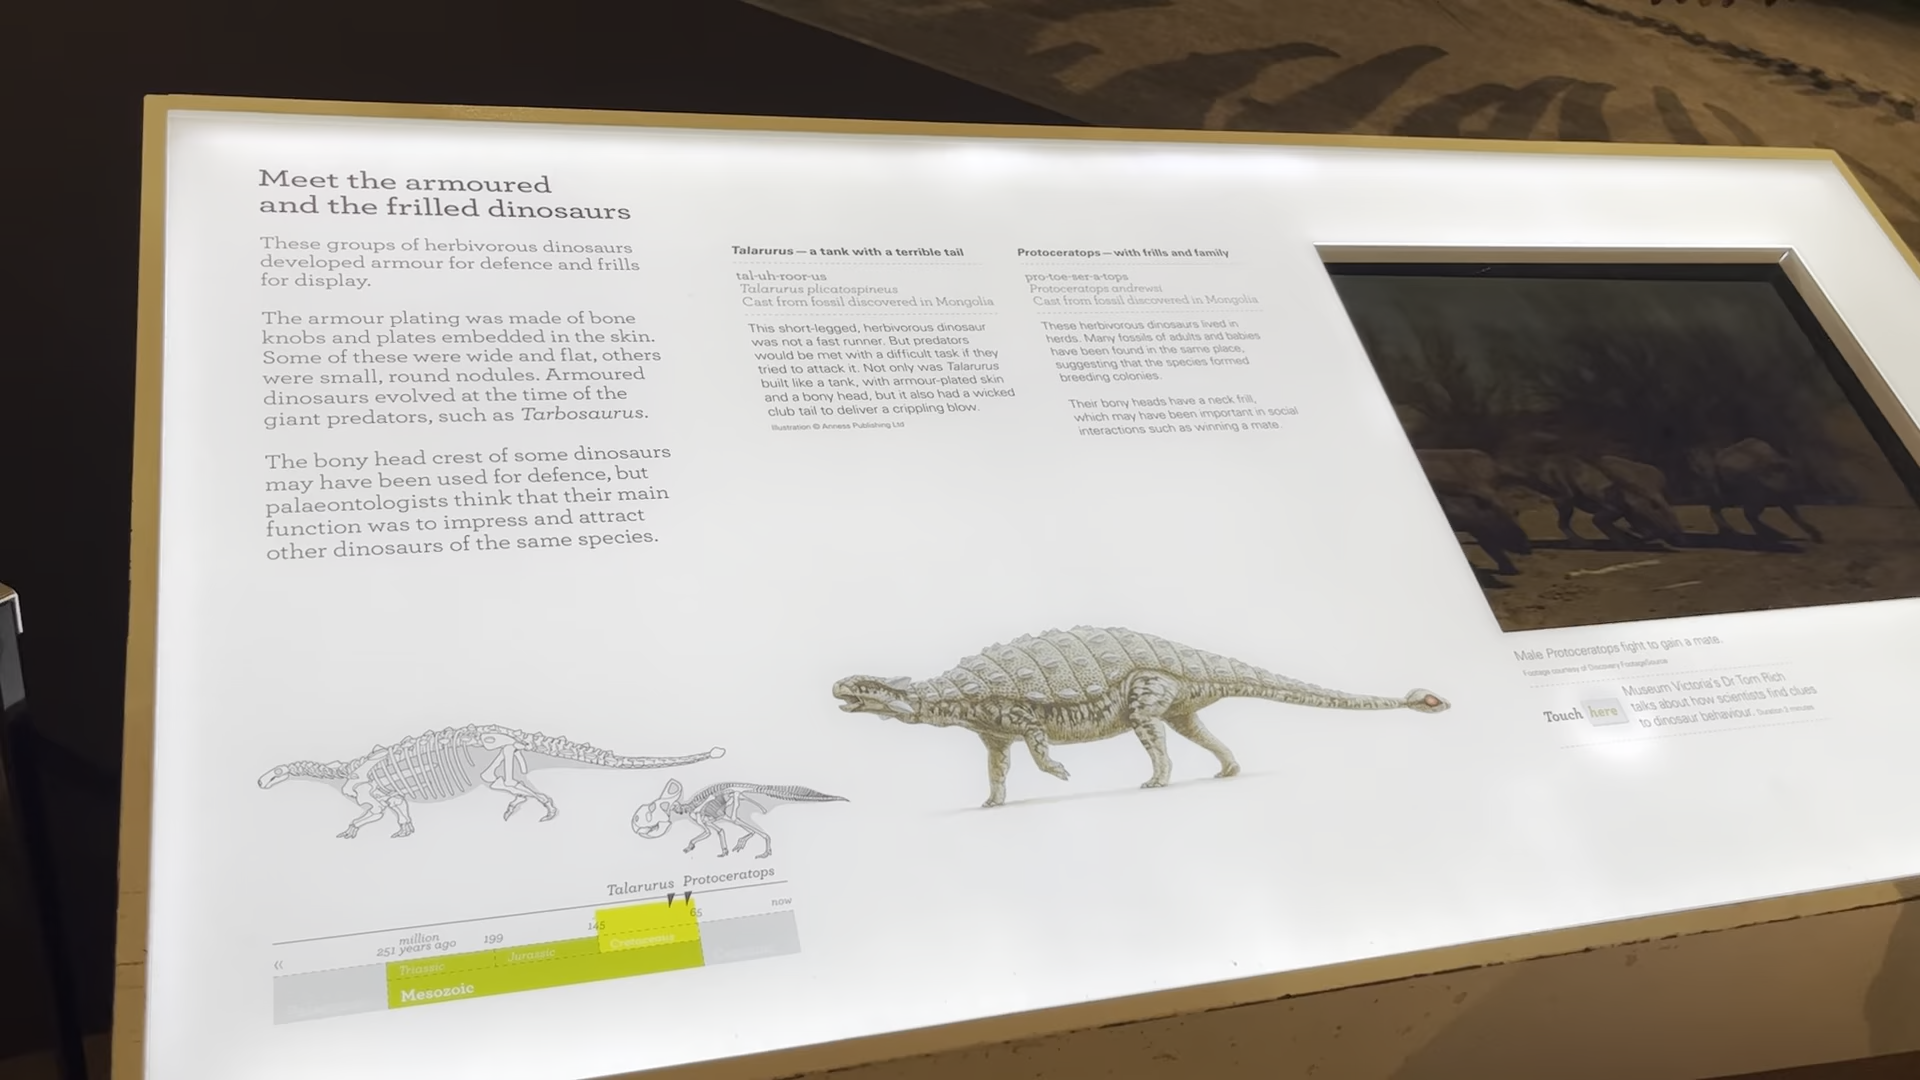 Meet the armoured
and the frilled dinosaurs
These groups of herbivorous dinosaurs
developed armour for defence and frills
for display.
The armour plating was made of bone
knobs and plates embedded in the skin.
Some of these were wide and flat, others
were small, round nodules. Armoured
dinosaurs evolved at the time of the
giant predators, such as Tarbosaurus.
The bony head crest of some dinosaurs
may have been used for defence, but
palaeontologists think that their main
function was to impress and attract
other dinosaurs of the same species.
Talarurus — a tank with a terrible tail
tal-uh-roor-us
Talarurus plicatospineus
Cast from fossil discovered in Mongolia
This short-legged, herbivorous dinosaur
was not a fast runner. But predators
would be met with a difficult task if they
tried to attack it. Not only was Talarurus
built like a tank, with armour-plated skin
and a bony head, but it also had a wicked
club tail to deliver a crippling blow.
Illustration © Anness Publishing Ltd
Protoceratops — with frills and family
pro-toe-ser-a-tops
Protoceratops andrewsi
Cast from fossil discovered in Mongolia
These herbivorous dinosaurs lived in
herds. Many fossils of adults and babies
have been found in the same place,
suggesting that the species formed
breeding colonies.
Their bony heads have a neck frill,
which may have been important in social
interactions such as winning a mate.
Male Protoceratops fight to gain a mate.
Footage courtesy of Discovery FootageSource
Touch here
Museum Victoria's Dr Tom Rich
talks about how scientists find clues
to dinosaur behaviour. Duration 2 minutes
Talarurus Protoceratops
now
65
145
199
million
251 years ago
«
Triassic
Jurassic
Cretaceous
Mesozoic